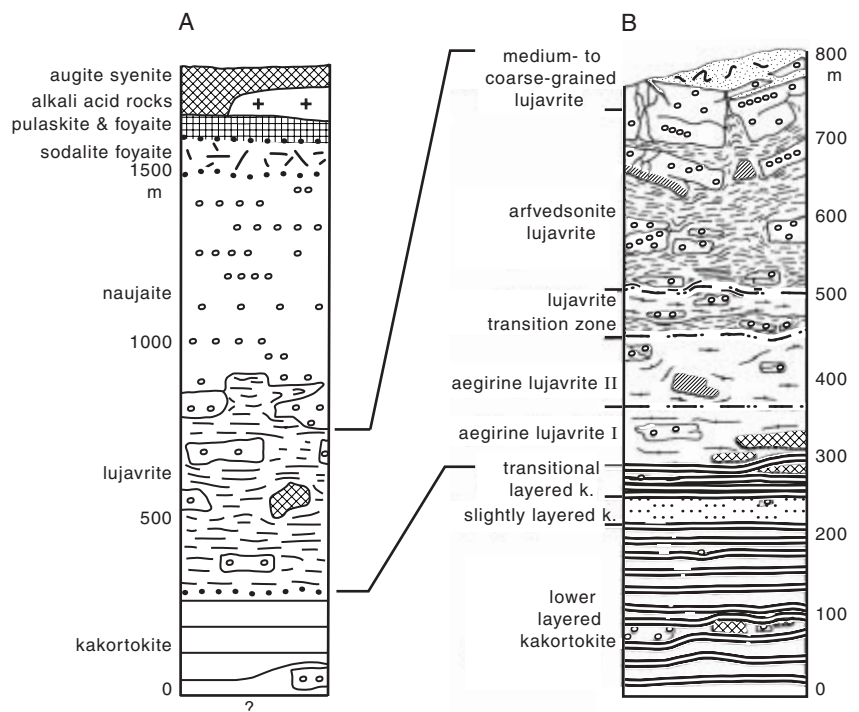 A
augite syenite
alkali acid rocks
pulaskite & foyaite
sodalite foyaite
1500
m
naujaite
1000
lujavrite
500
kakortokite
0
?
B
medium- to
coarse-grained
lujavrite
arfvedsonite
lujavrite
lujavrite
transition zone
aegirine lujavrite II
aegirine lujavrite I
transitional
layered k.
slightly layered k.
lower
layered
kakortokite
800
m
700
600
500
400
300
200
100
0